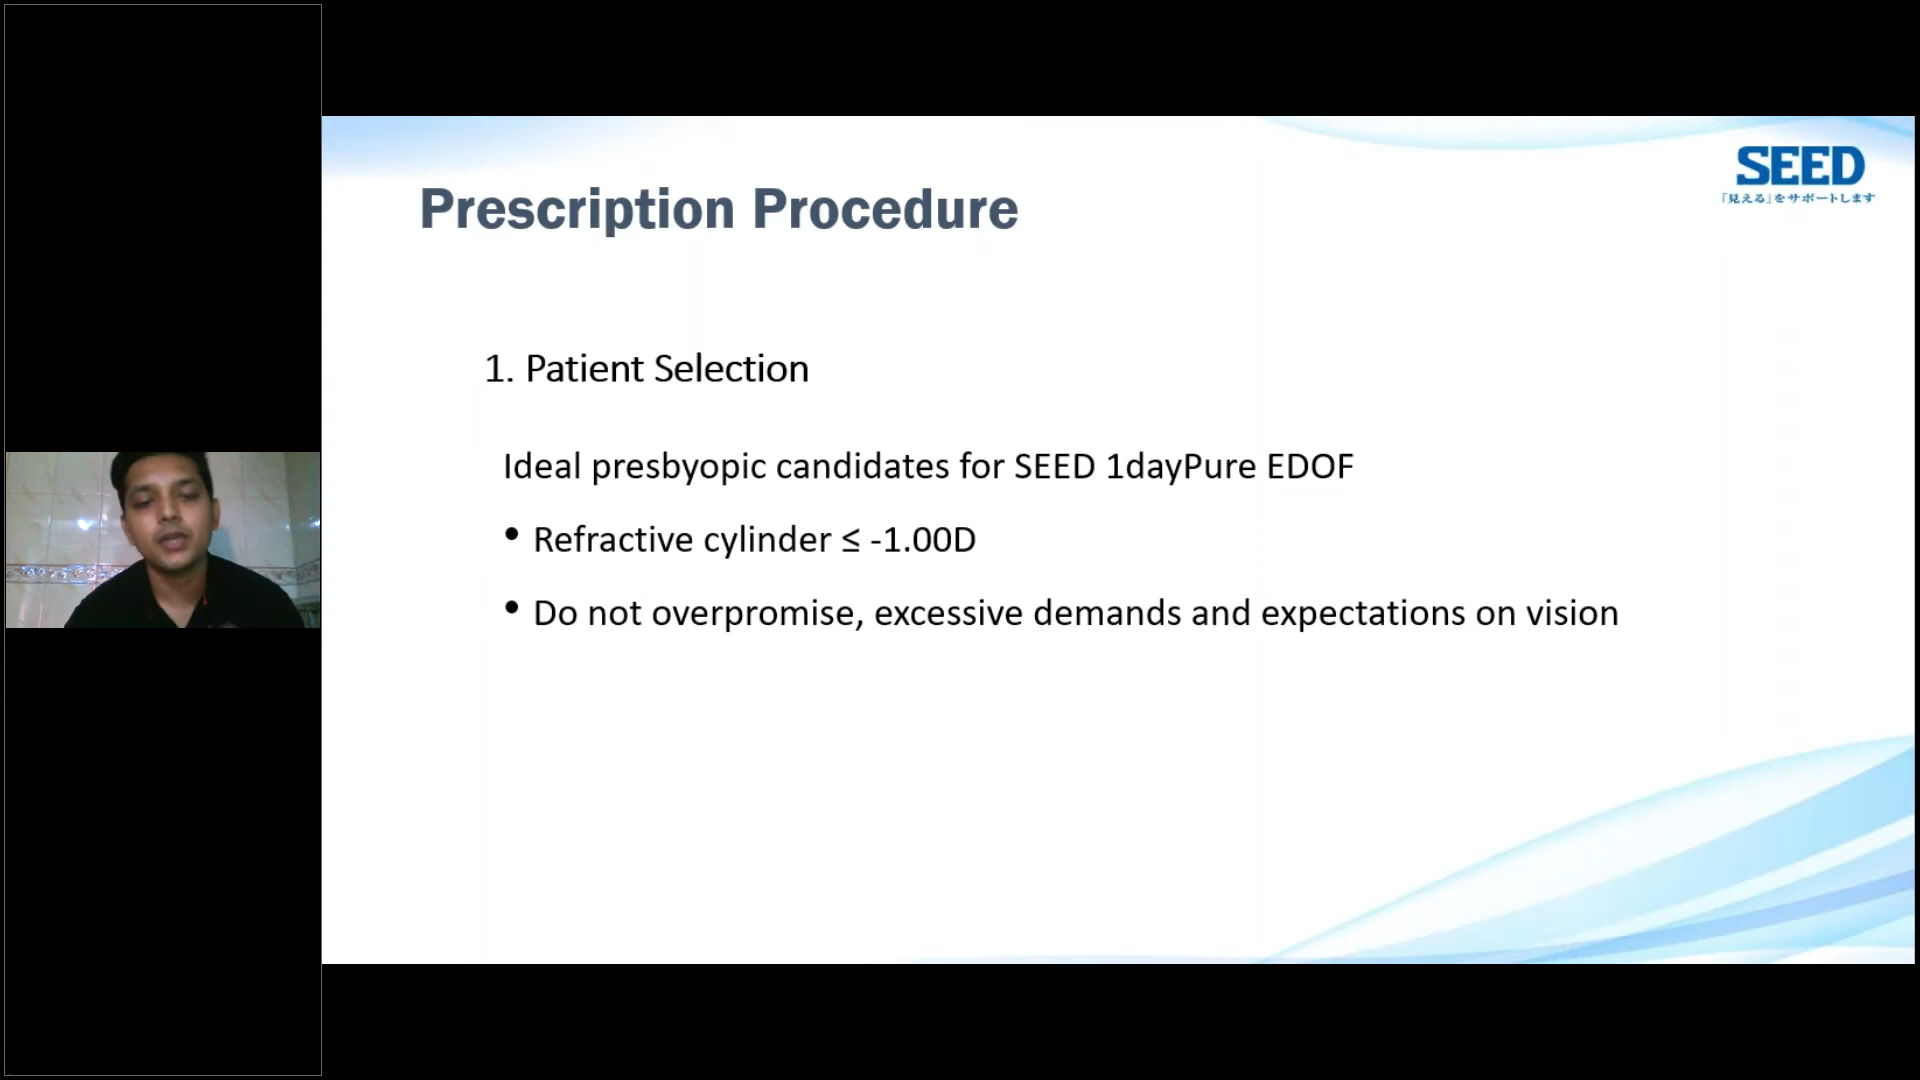 SEED
「見える」をサポートします
Prescription Procedure
1. Patient Selection
Ideal presbyopic candidates for SEED 1dayPure EDOF
• Refractive cylinder ≤ -1.00D
• Do not overpromise, excessive demands and expectations on vision